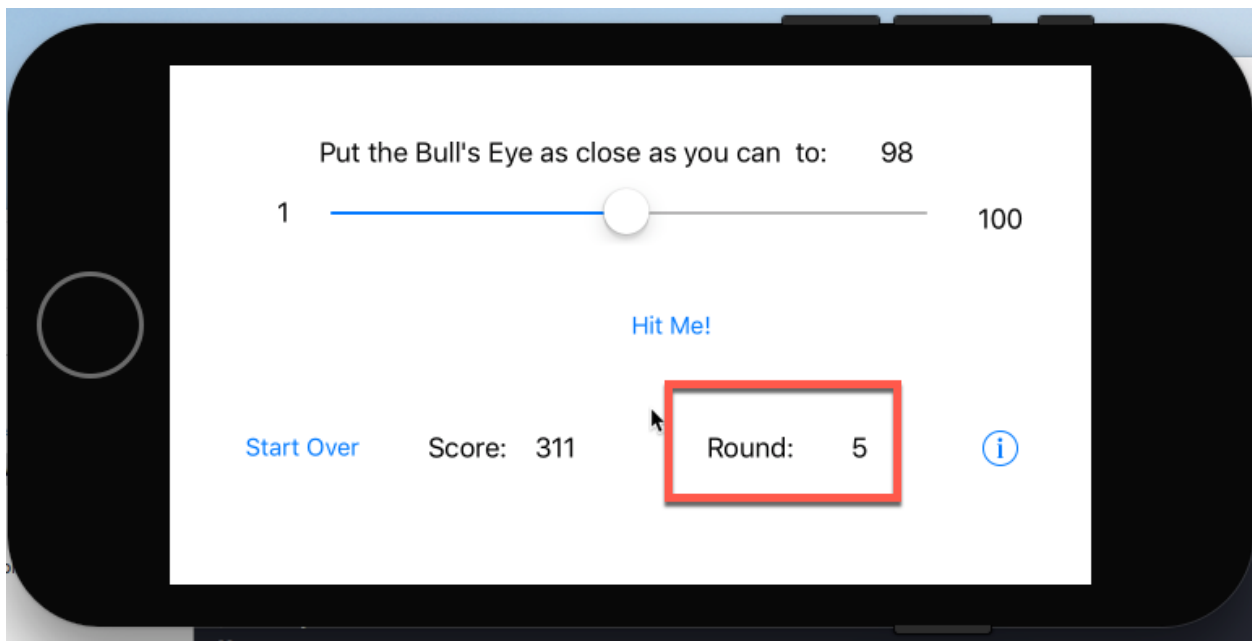 Put the Bull's Eye as close as you can to: 98
1 100
Hit Me!
Start Over Score: 311 Round: 5 i